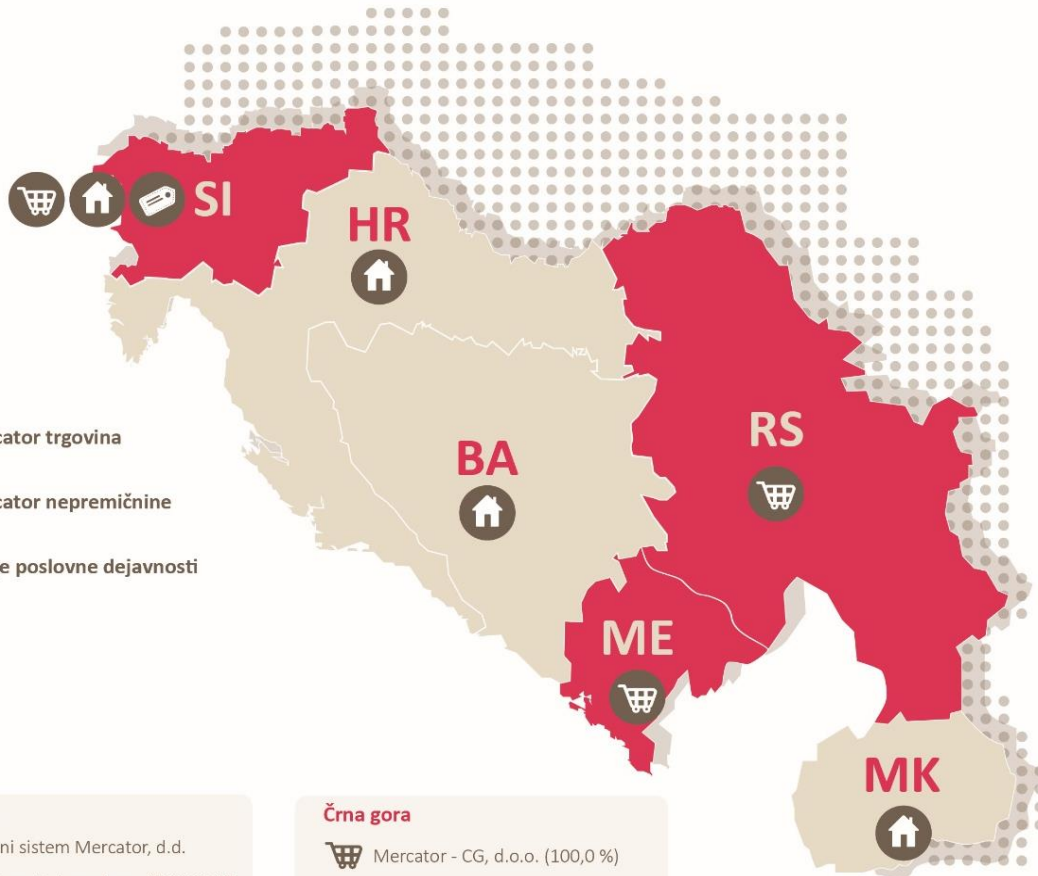 SI
HR
cator trgovina
RS
BA
cator nepremičnine
e poslovne dejavnosti
ME
MK
Črna gora
ni sistem Mercator, d.d.
Mercator - CG, d.o.o. (100,0 %)